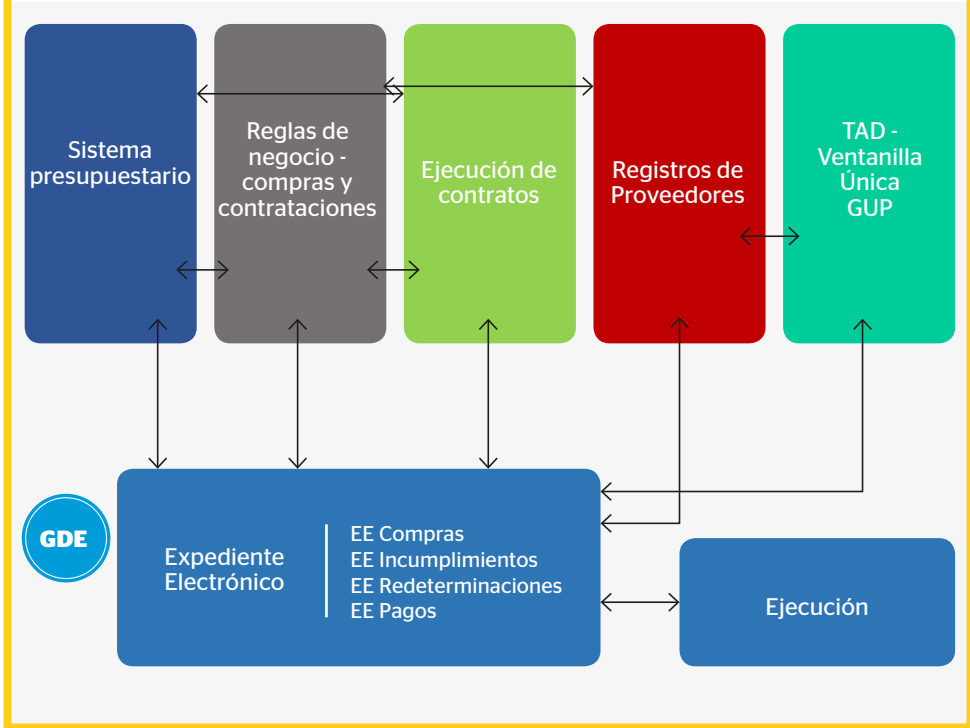 Sistema
presupuestario
Reglas de
negocio -
compras y
contrataciones
Ejecución de
contratos
Registros de
Proveedores
TAD -
Ventanilla
Única
GUP
GDE
Expediente
Electrónico
EE Compras
EE Incumplimientos
EE Redeterminaciones
EE Pagos
Ejecución